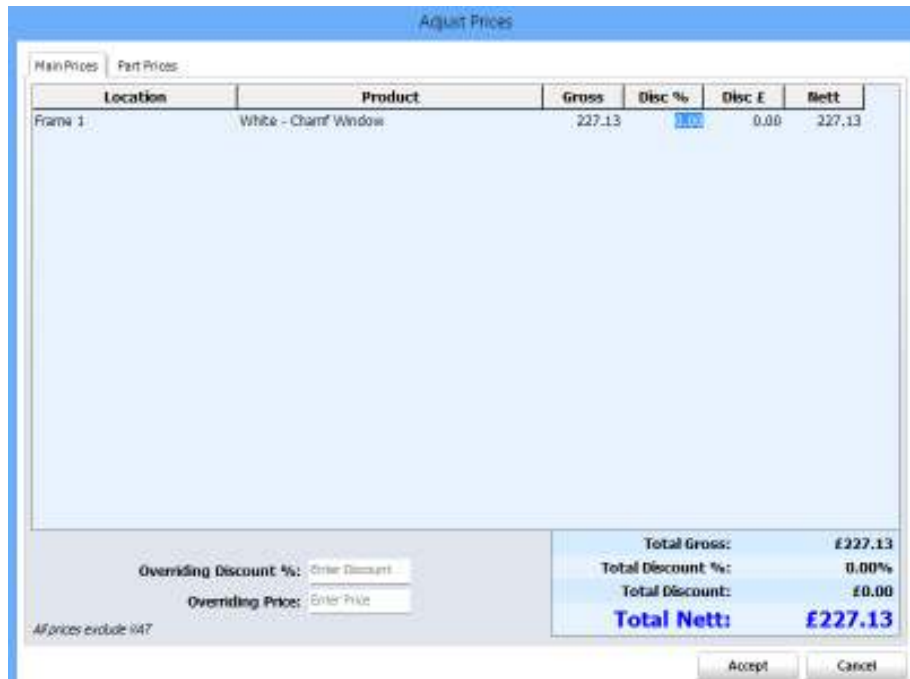 Adjust Prices
Main Prices Part Prices
Location Product Gross Disc % Disc £ Nett
Frame 1 White - Chamf Window 227.13 0.00 0.00 227.13
Total Gross: £227.13
Overriding Discount %: Enter Discount Total Discount %: 0.00%
Overriding Price: Enter Price Total Discount: £0.00
All prices exclude VAT Total Nett: £227.13
Accept Cancel